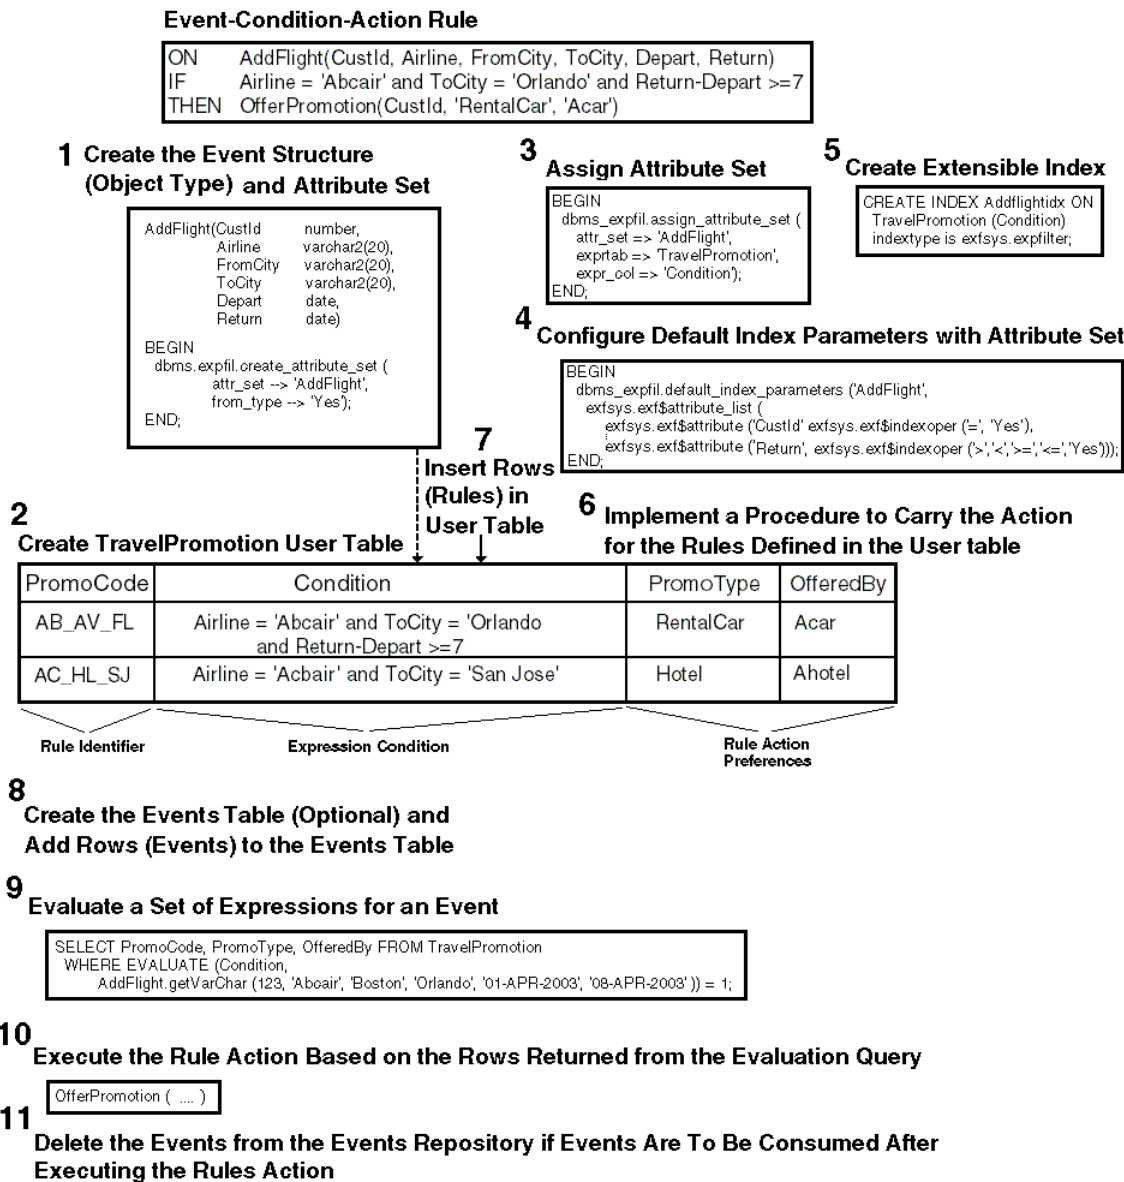 Event-Condition-Action Rule
ON AddFlight(CustId, Airline, FromCity, ToCity, Depart, Return)
IF Airline = 'Abcair' and ToCity = 'Orlando' and Return-Depart >=7
THEN OfferPromotion(CustId, 'RentalCar', 'Acar')
1 Create the Event Structure
(Object Type) and Attribute Set
AddFlight(CustId number,
Airline varchar2(20),
FromCity varchar2(20),
ToCity varchar2(20),
Depart date,
Return date)
BEGIN
dbms.expfil.create_attribute_set (
attr_set --> 'AddFlight',
from_type --> 'Yes');
END;
3 Assign Attribute Set
BEGIN
dbms_expfil.assign_attribute_set (
attr_set => 'AddFlight',
exprtab => 'TravelPromotion',
expr_col => 'Condition');
END;
5 Create Extensible Index
CREATE INDEX Addflightidx ON
TravelPromotion (Condition)
indextype is exfsys.expfilter;
4 Configure Default Index Parameters with Attribute Set
BEGIN
dbms_expfil.default_index_parameters ('AddFlight',
exfsys.exf$attribute_list (
exfsys.exf$attribute ('CustId' exfsys.exf$indexoper ('=', 'Yes'),
exfsys.exf$attribute ('Return', exfsys.exf$indexoper ('>','<','>=','<=','Yes')));
END;
7
Insert Rows
(Rules) in
User Table
2
Create TravelPromotion User Table
6 Implement a Procedure to Carry the Action
for the Rules Defined in the User table
PromoCode Condition PromoType OfferedBy
AB_AV_FL Airline = 'Abcair' and ToCity = 'Orlando RentalCar Acar
and Return-Depart >=7
AC_HL_SJ Airline = 'Acbair' and ToCity = 'San Jose' Hotel Ahotel
Rule Identifier Expression Condition Rule Action
Preferences
8
Create the Events Table (Optional) and
Add Rows (Events) to the Events Table
9
Evaluate a Set of Expressions for an Event
SELECT PromoCode, PromoType, OfferedBy FROM TravelPromotion
WHERE EVALUATE (Condition,
AddFlight.getVarChar (123, 'Abcair', 'Boston', 'Orlando', '01-APR-2003', '08-APR-2003' )) = 1;
10
Execute the Rule Action Based on the Rows Returned from the Evaluation Query
OfferPromotion ( .... )
11
Delete the Events from the Events Repository if Events Are To Be Consumed After
Executing the Rules Action